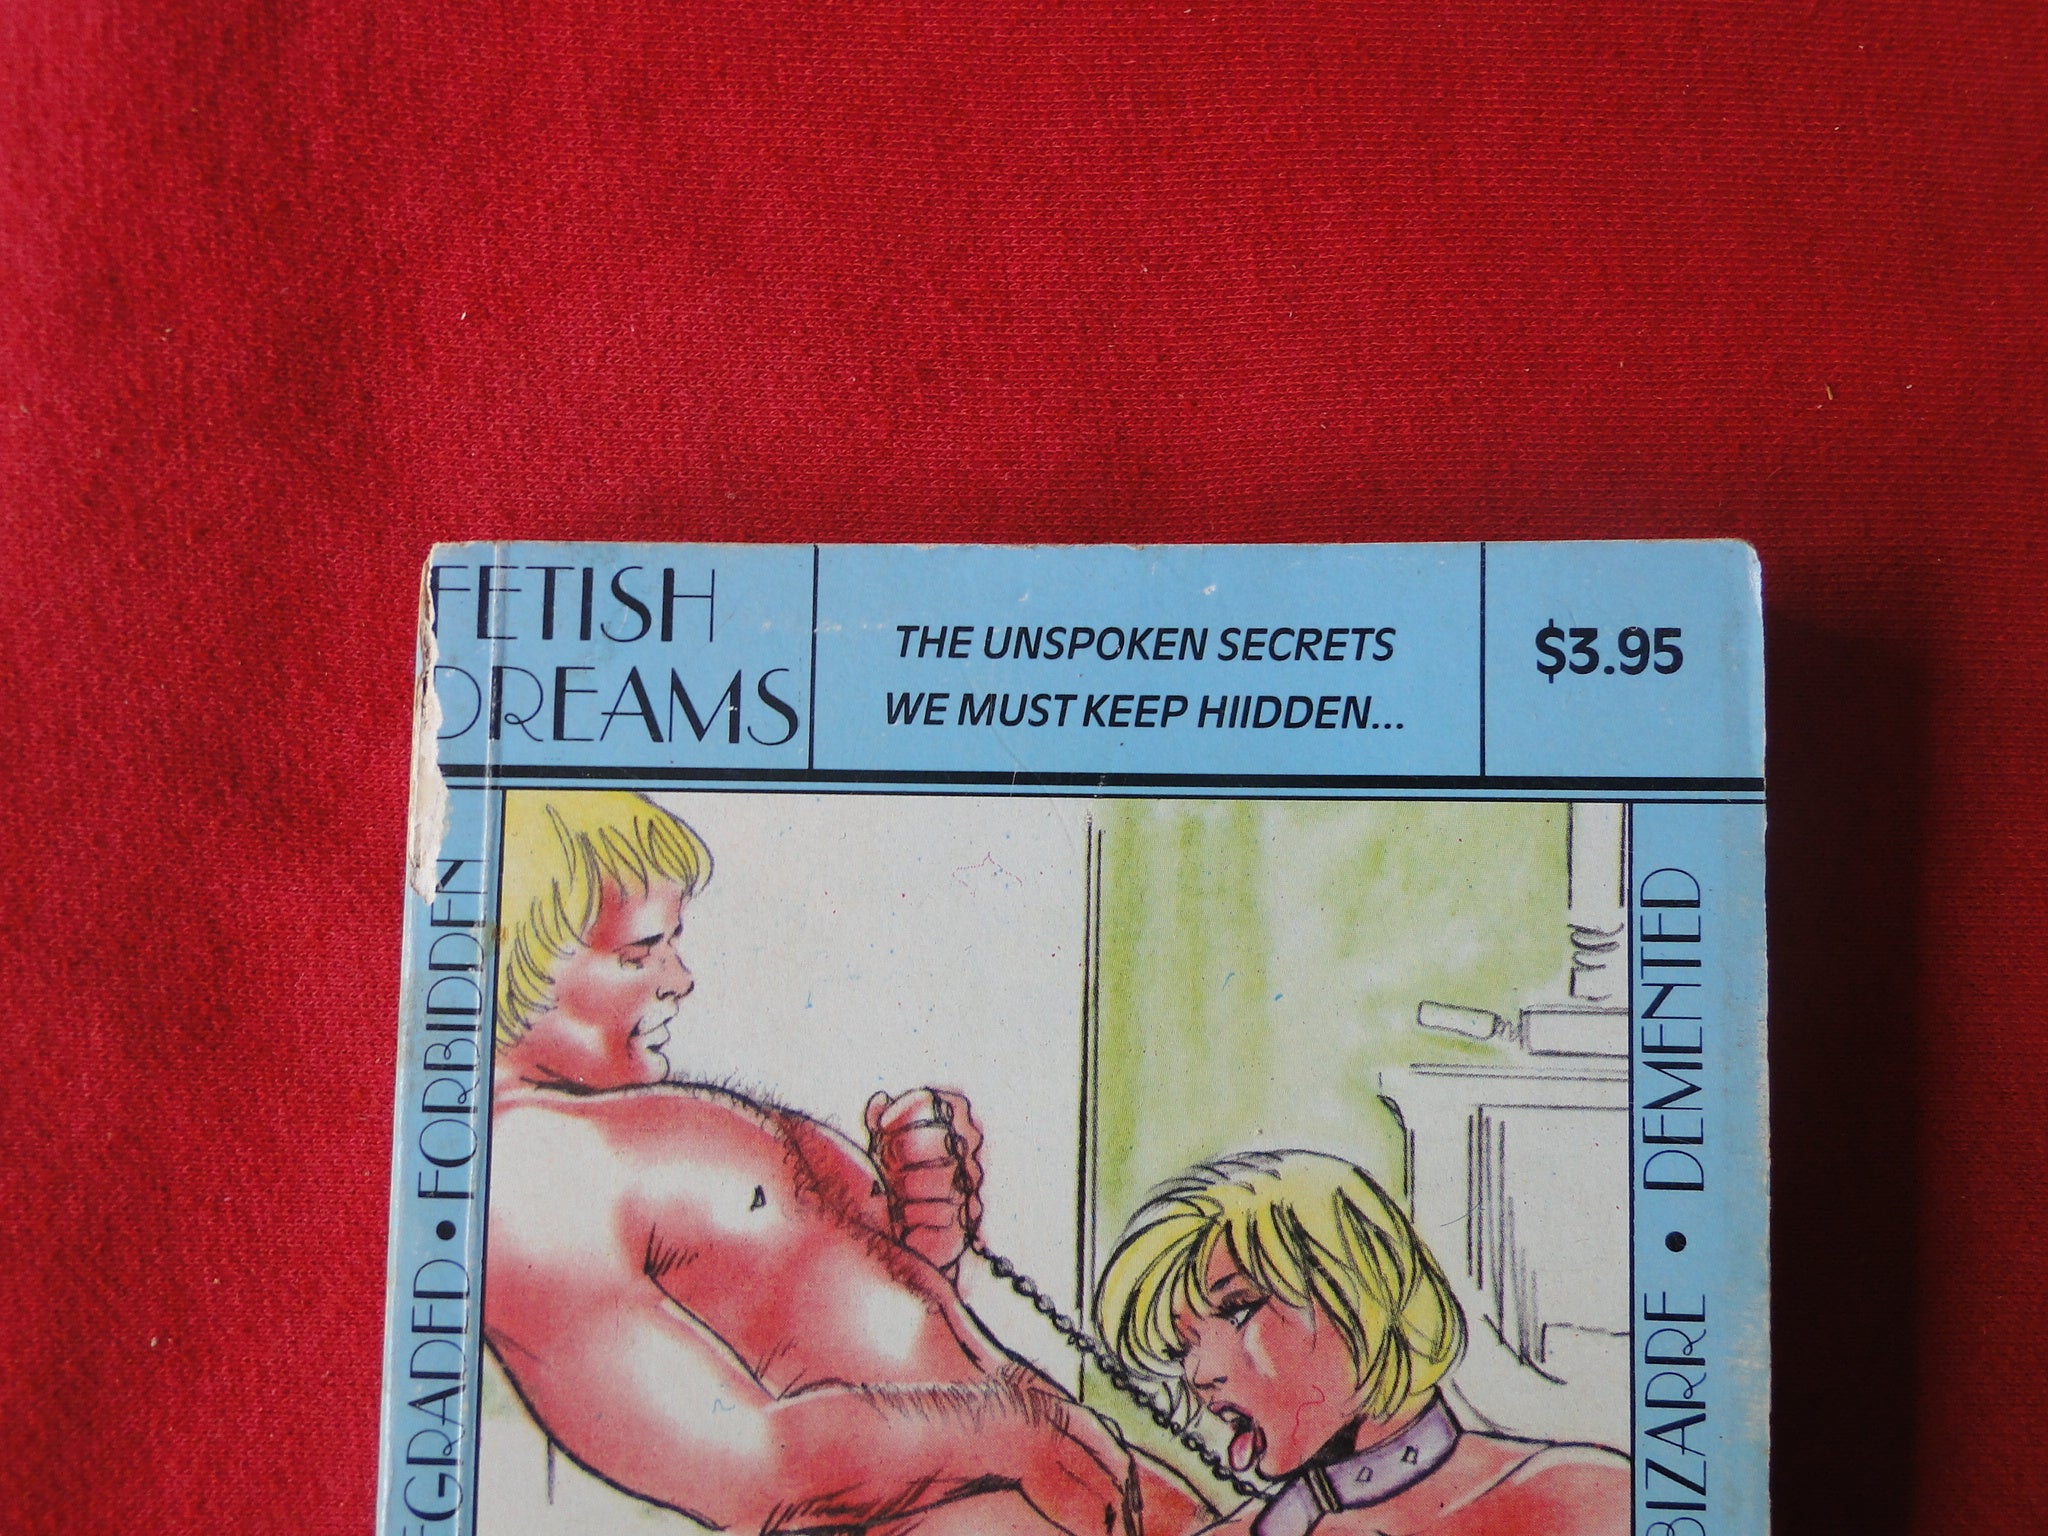 FETISH
DREAMS
THE UNSPOKEN SECRETS
WE MUST KEEP HIIDDEN...
$3.95
EGRADED • FORBIDDEN
BIZARRE • DEMENTED